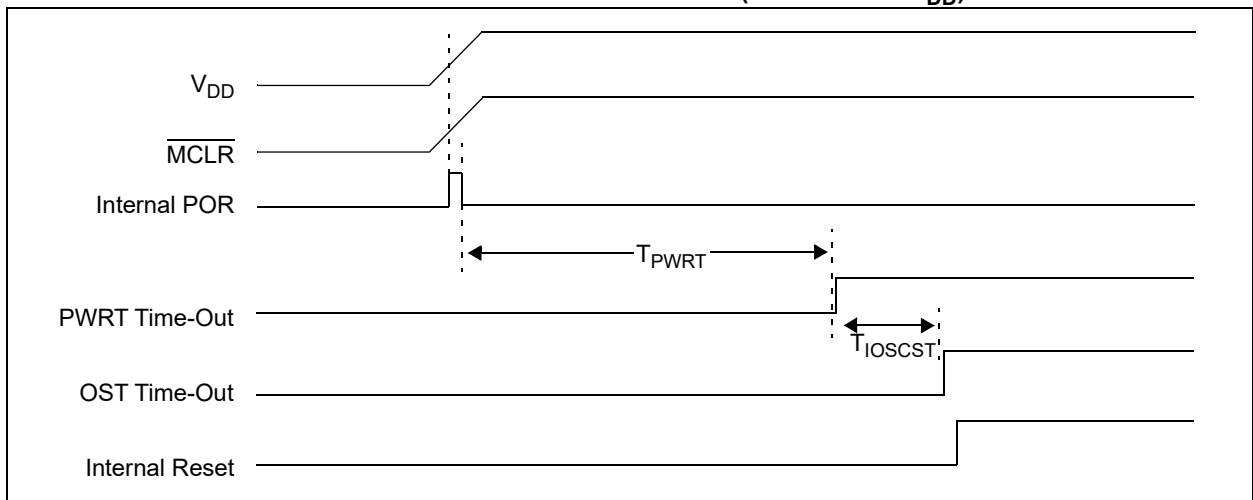 V_DD
MCLR
Internal POR
T_PWRT
PWRT Time-Out
T_IOSCST
OST Time-Out
Internal Reset